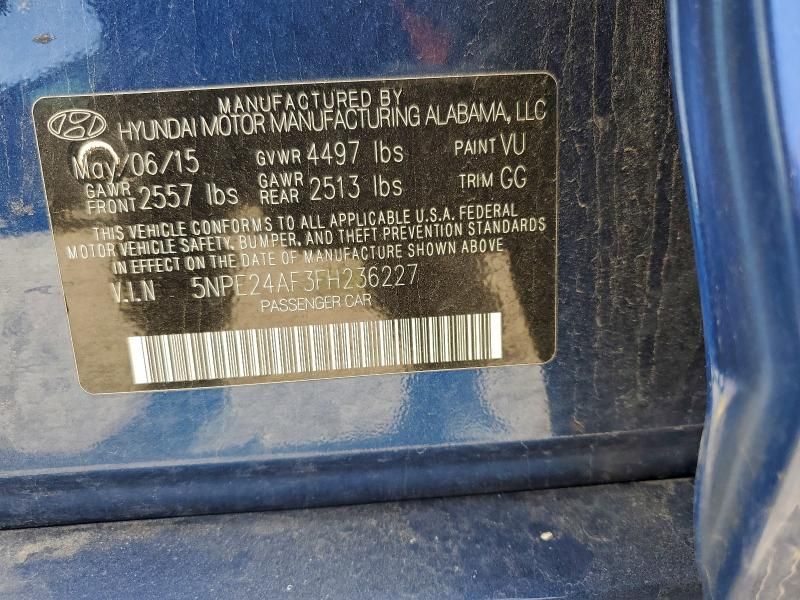 MANUFACTURED BY
HYUNDAI MOTOR MANUFACTURING ALABAMA, LLC
May/06/15 GVWR 4497 lbs PAINT VU
GAWR FRONT 2557 lbs GAWR REAR 2513 lbs TRIM GG
THIS VEHICLE CONFORMS TO ALL APPLICABLE U.S.A. FEDERAL
MOTOR VEHICLE SAFETY, BUMPER, AND THEFT PREVENTION STANDARDS
IN EFFECT ON THE DATE OF MANUFACTURE SHOWN ABOVE
V.I.N 5NPE24AF3FH236227
PASSENGER CAR